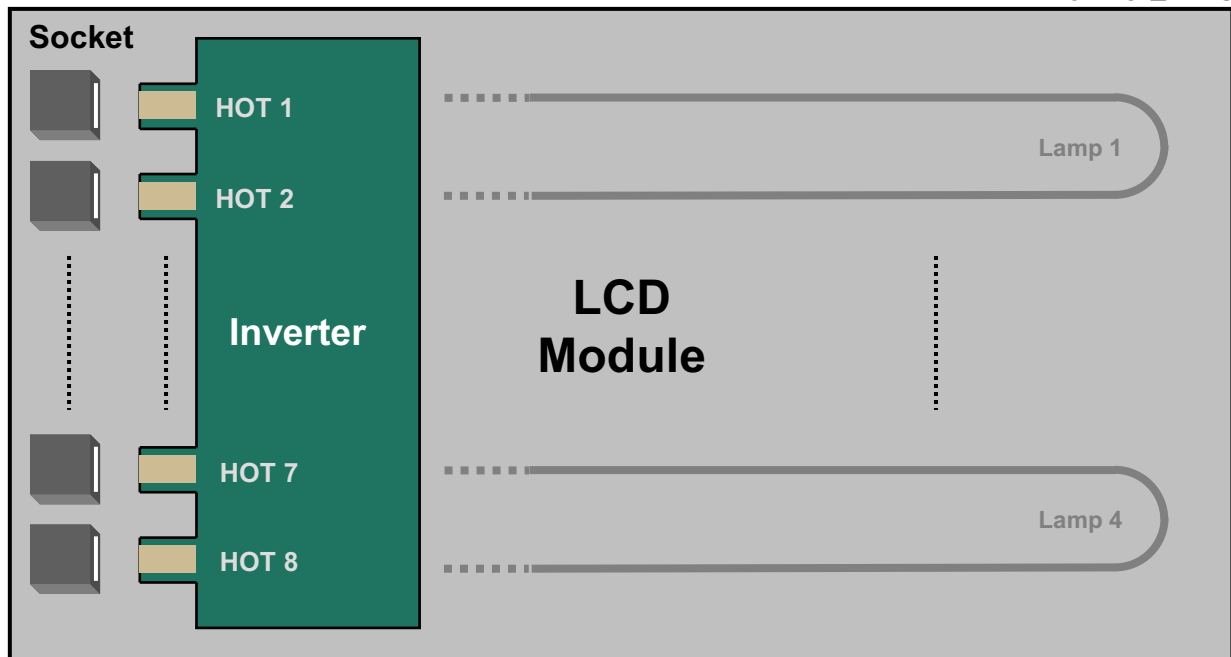 Socket
HOT 1
Lamp 1
HOT 2
LCD
Module
Inverter
HOT 7
Lamp 4
HOT 8